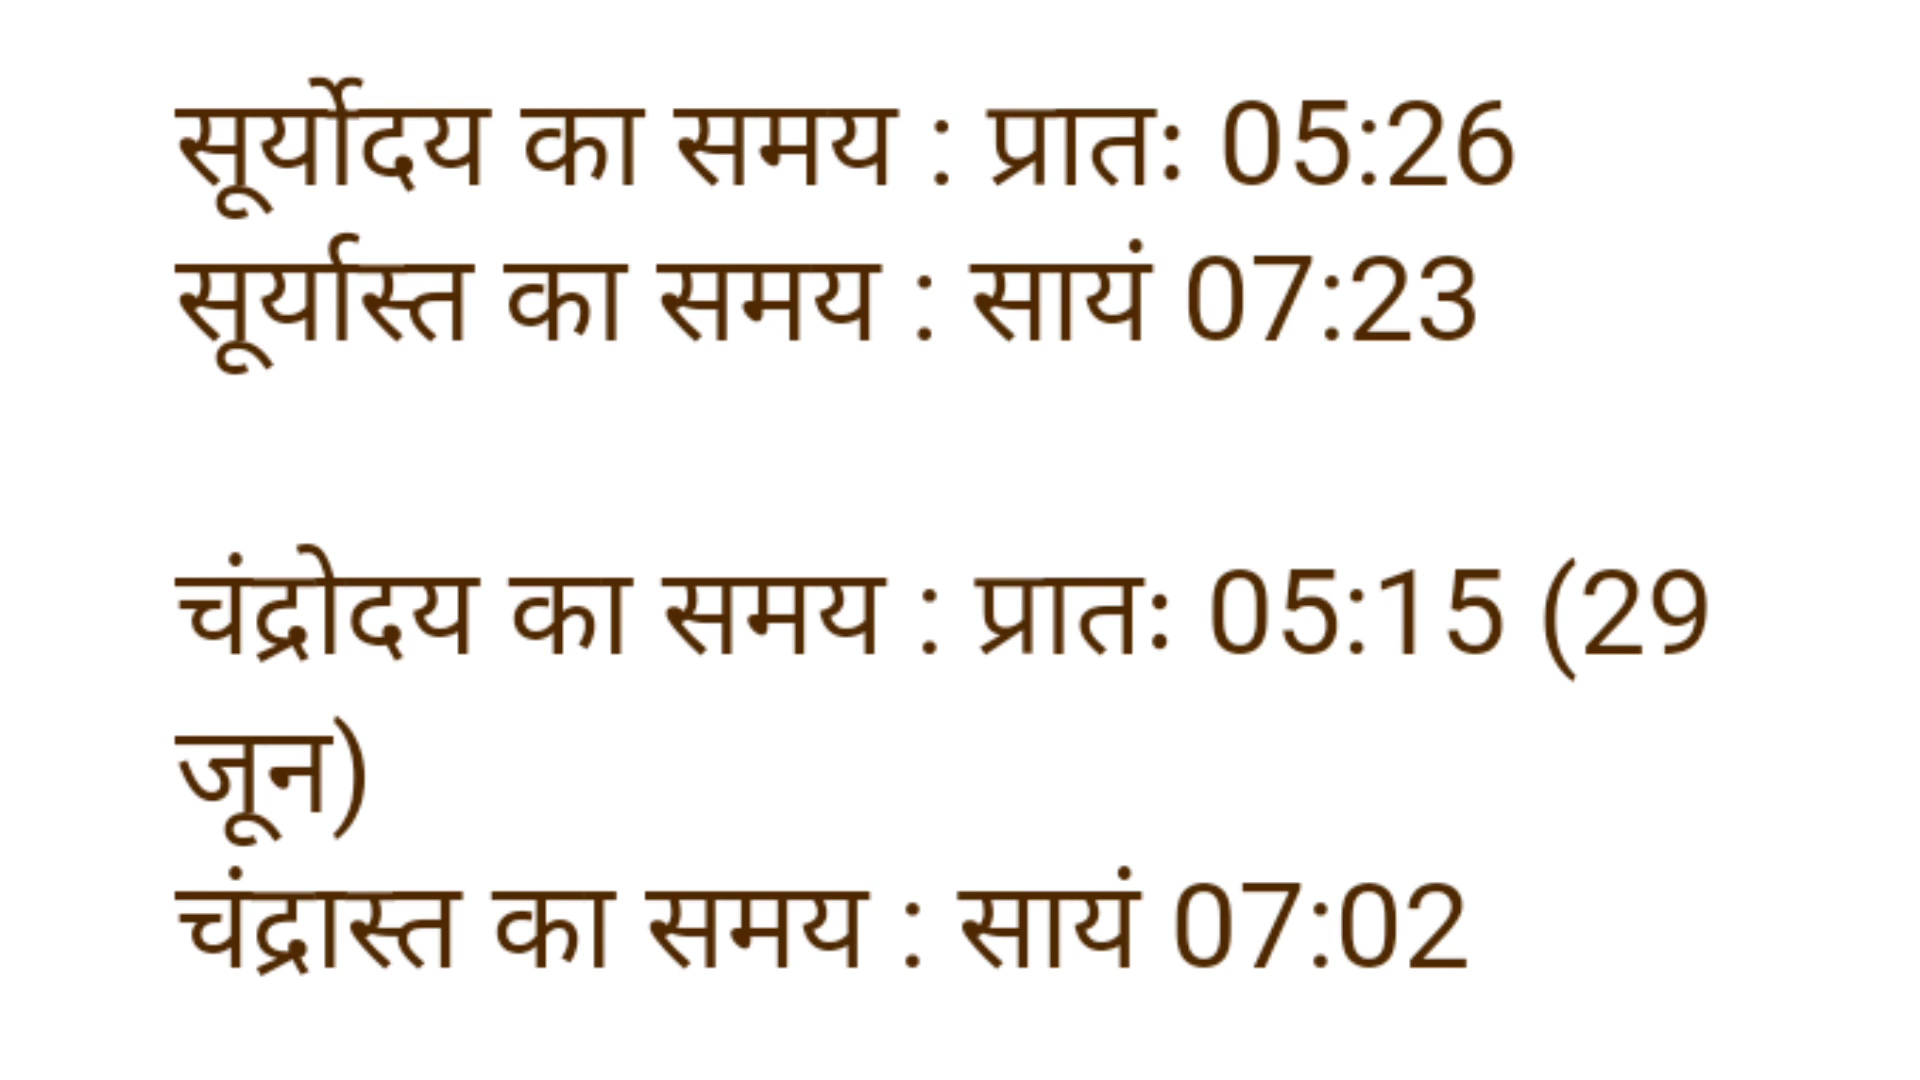 सूर्योदय का समय : प्रातः 05:26
सूर्यास्त का समय : सायं 07:23
चंद्रोदय का समय : प्रातः 05:15 (29
जून)
चंद्रास्त का समय : सायं 07:02